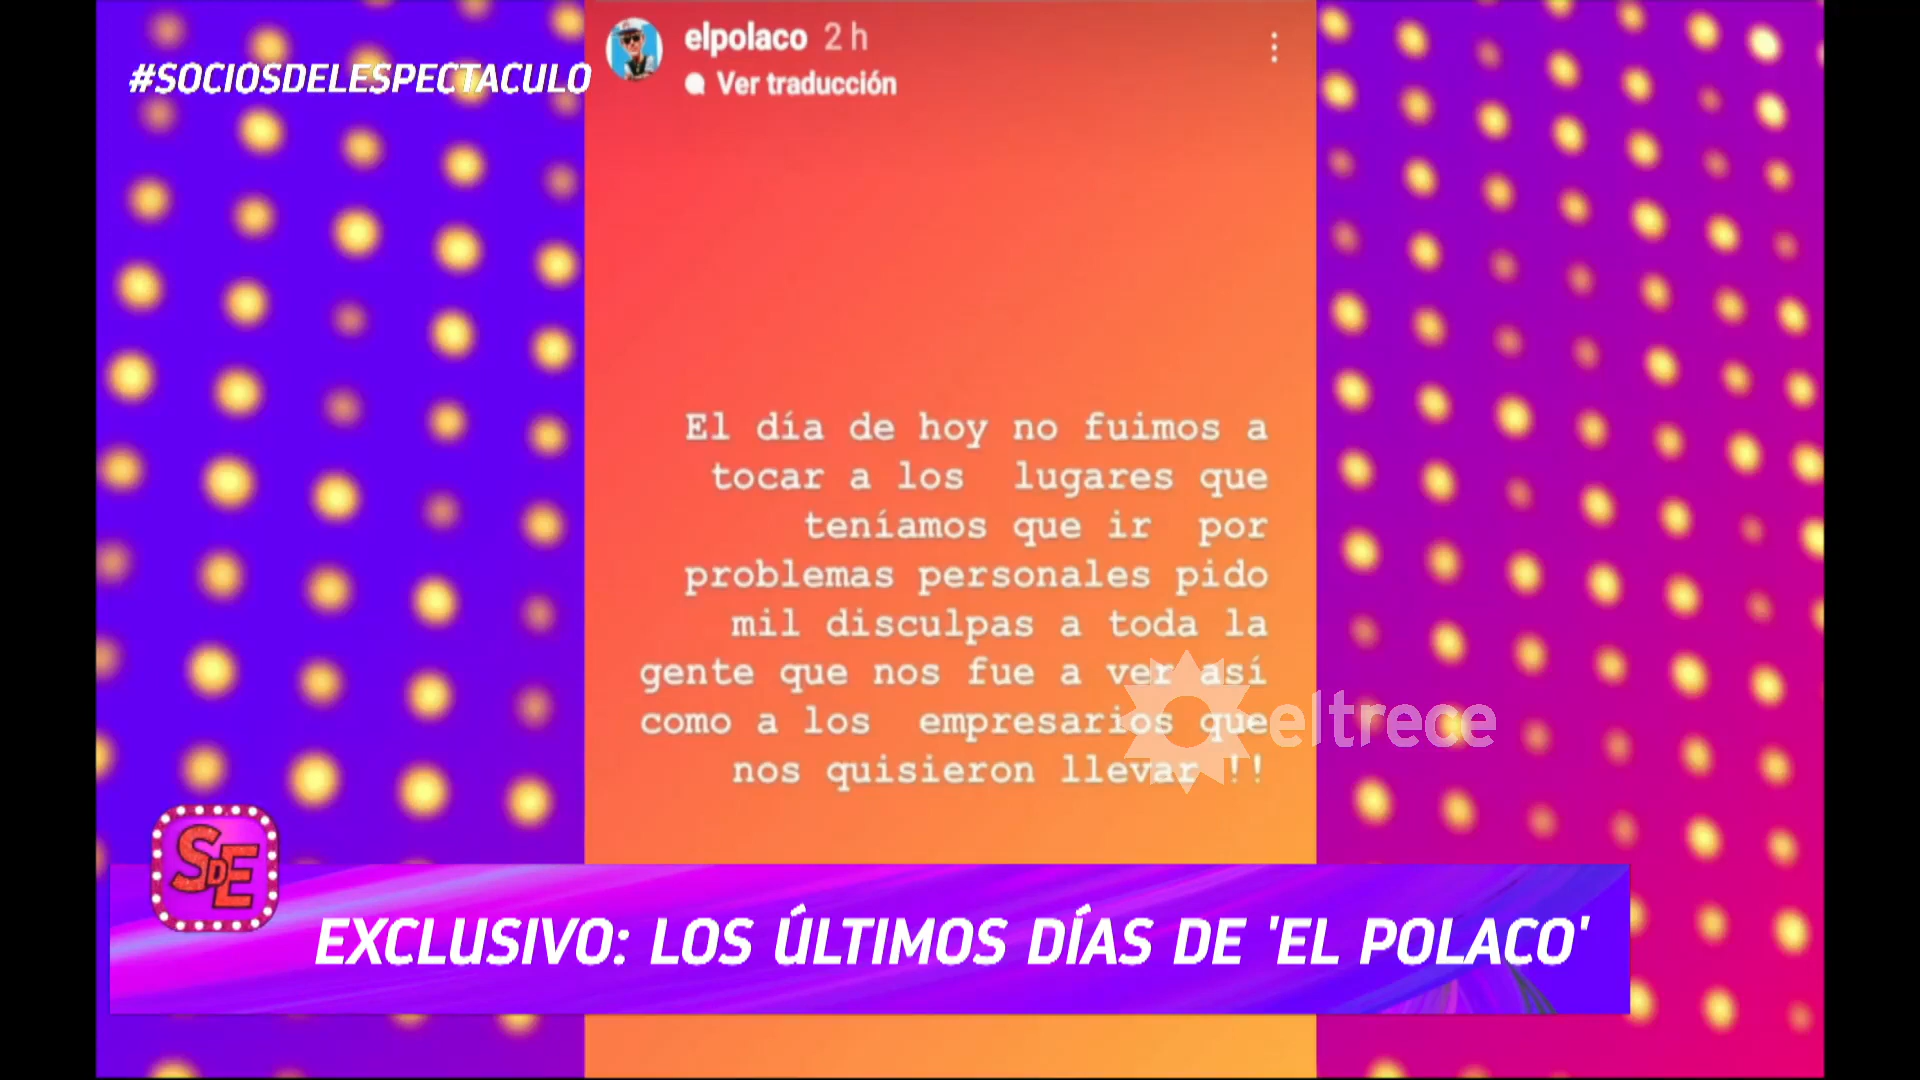 #SOCIOSDELESPECTACULO
elpolaco 2 h
Ver traducción
El día de hoy no fuimos a
tocar a los lugares que
teníamos que ir por
problemas personales pido
mil disculpas a toda la
gente que nos fue a ver así
como a los empresarios que
nos quisieron llevar !!
eltrece
SDE
EXCLUSIVO: LOS ÚLTIMOS DÍAS DE 'EL POLACO'